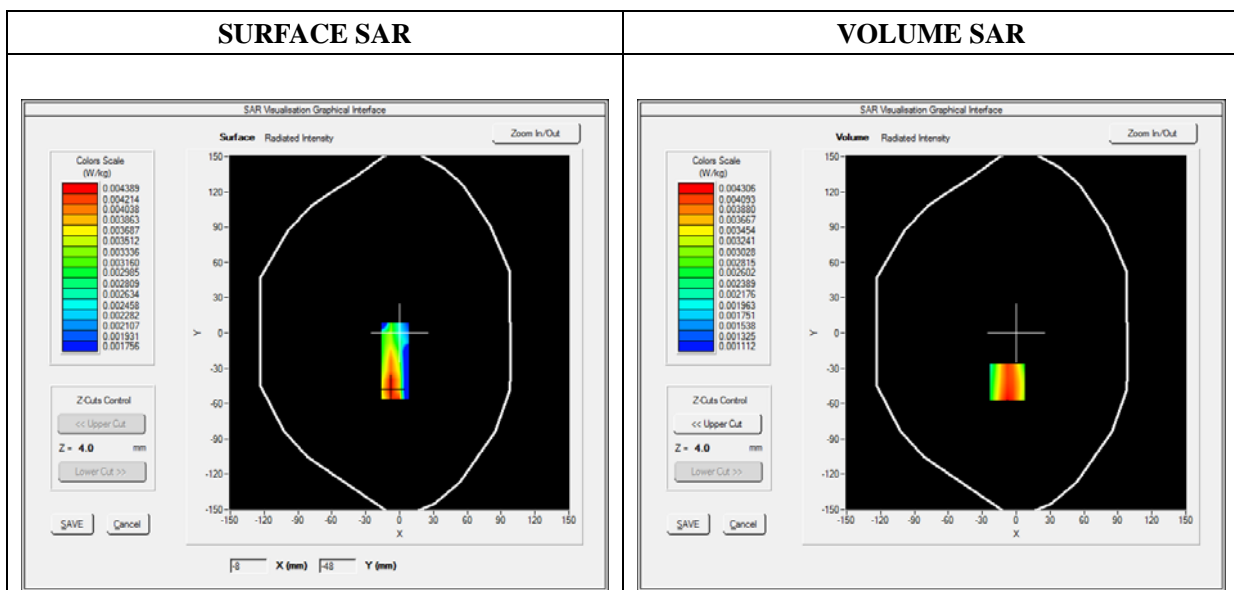 SURFACE SAR
SAR Visualisation Graphical Interface
Surface Radiated Intensity
Zoom In/Out
Colors Scale
(W/kg)
0.004389
0.004214
0.004038
0.003863
0.003687
0.003512
0.003336
0.003160
0.002985
0.002809
0.002634
0.002458
0.002282
0.002107
0.001931
0.001756
Z-Cuts Control
<< Upper Cut
Z = 4.0 mm
Lower Cut >>
SAVE Cancel
150
120
90
60
30
0
-30
-60
-90
-120
-150
Y
-150 -120 -90 -60 -30 0 30 60 90 120 150
X
-8 X (mm) -48 Y (mm)
VOLUME SAR
SAR Visualisation Graphical Interface
Volume Radiated Intensity
Zoom In/Out
Colors Scale
(W/kg)
0.004306
0.004093
0.003880
0.003667
0.003454
0.003241
0.003028
0.002815
0.002602
0.002389
0.002176
0.001963
0.001751
0.001538
0.001325
0.001112
Z-Cuts Control
<< Upper Cut
Z = 4.0 mm
Lower Cut >>
SAVE Cancel
150
120
90
60
30
0
-30
-60
-90
-120
-150
Y
-150 -120 -90 -60 -30 0 30 60 90 120 150
X